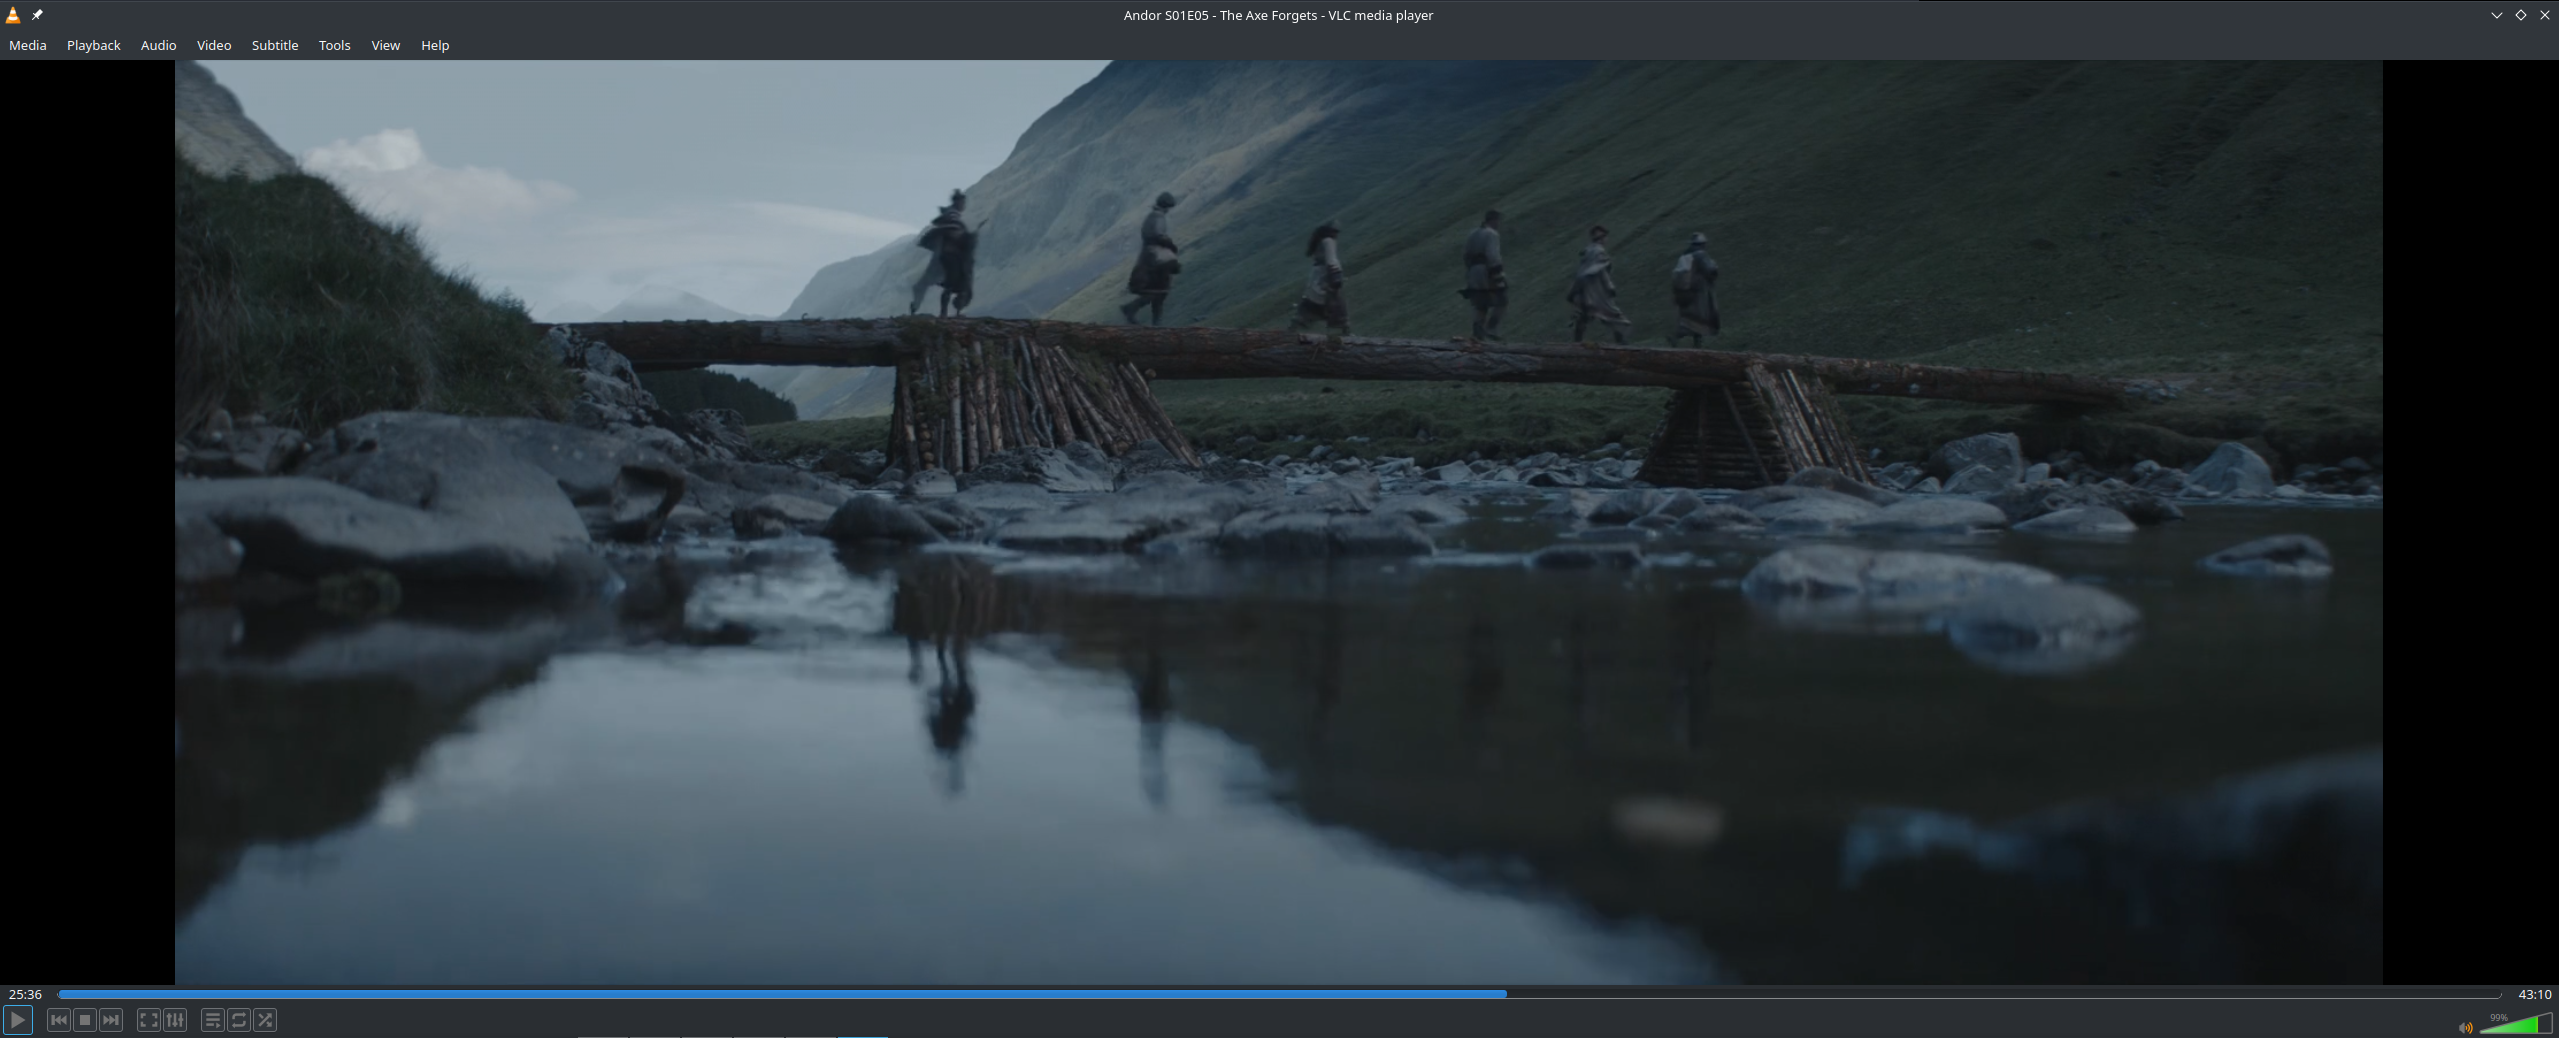 Andor S01E05 - The Axe Forgets - VLC media player
Media Playback Audio Video Subtitle Tools View Help
25:36 43:10
99%